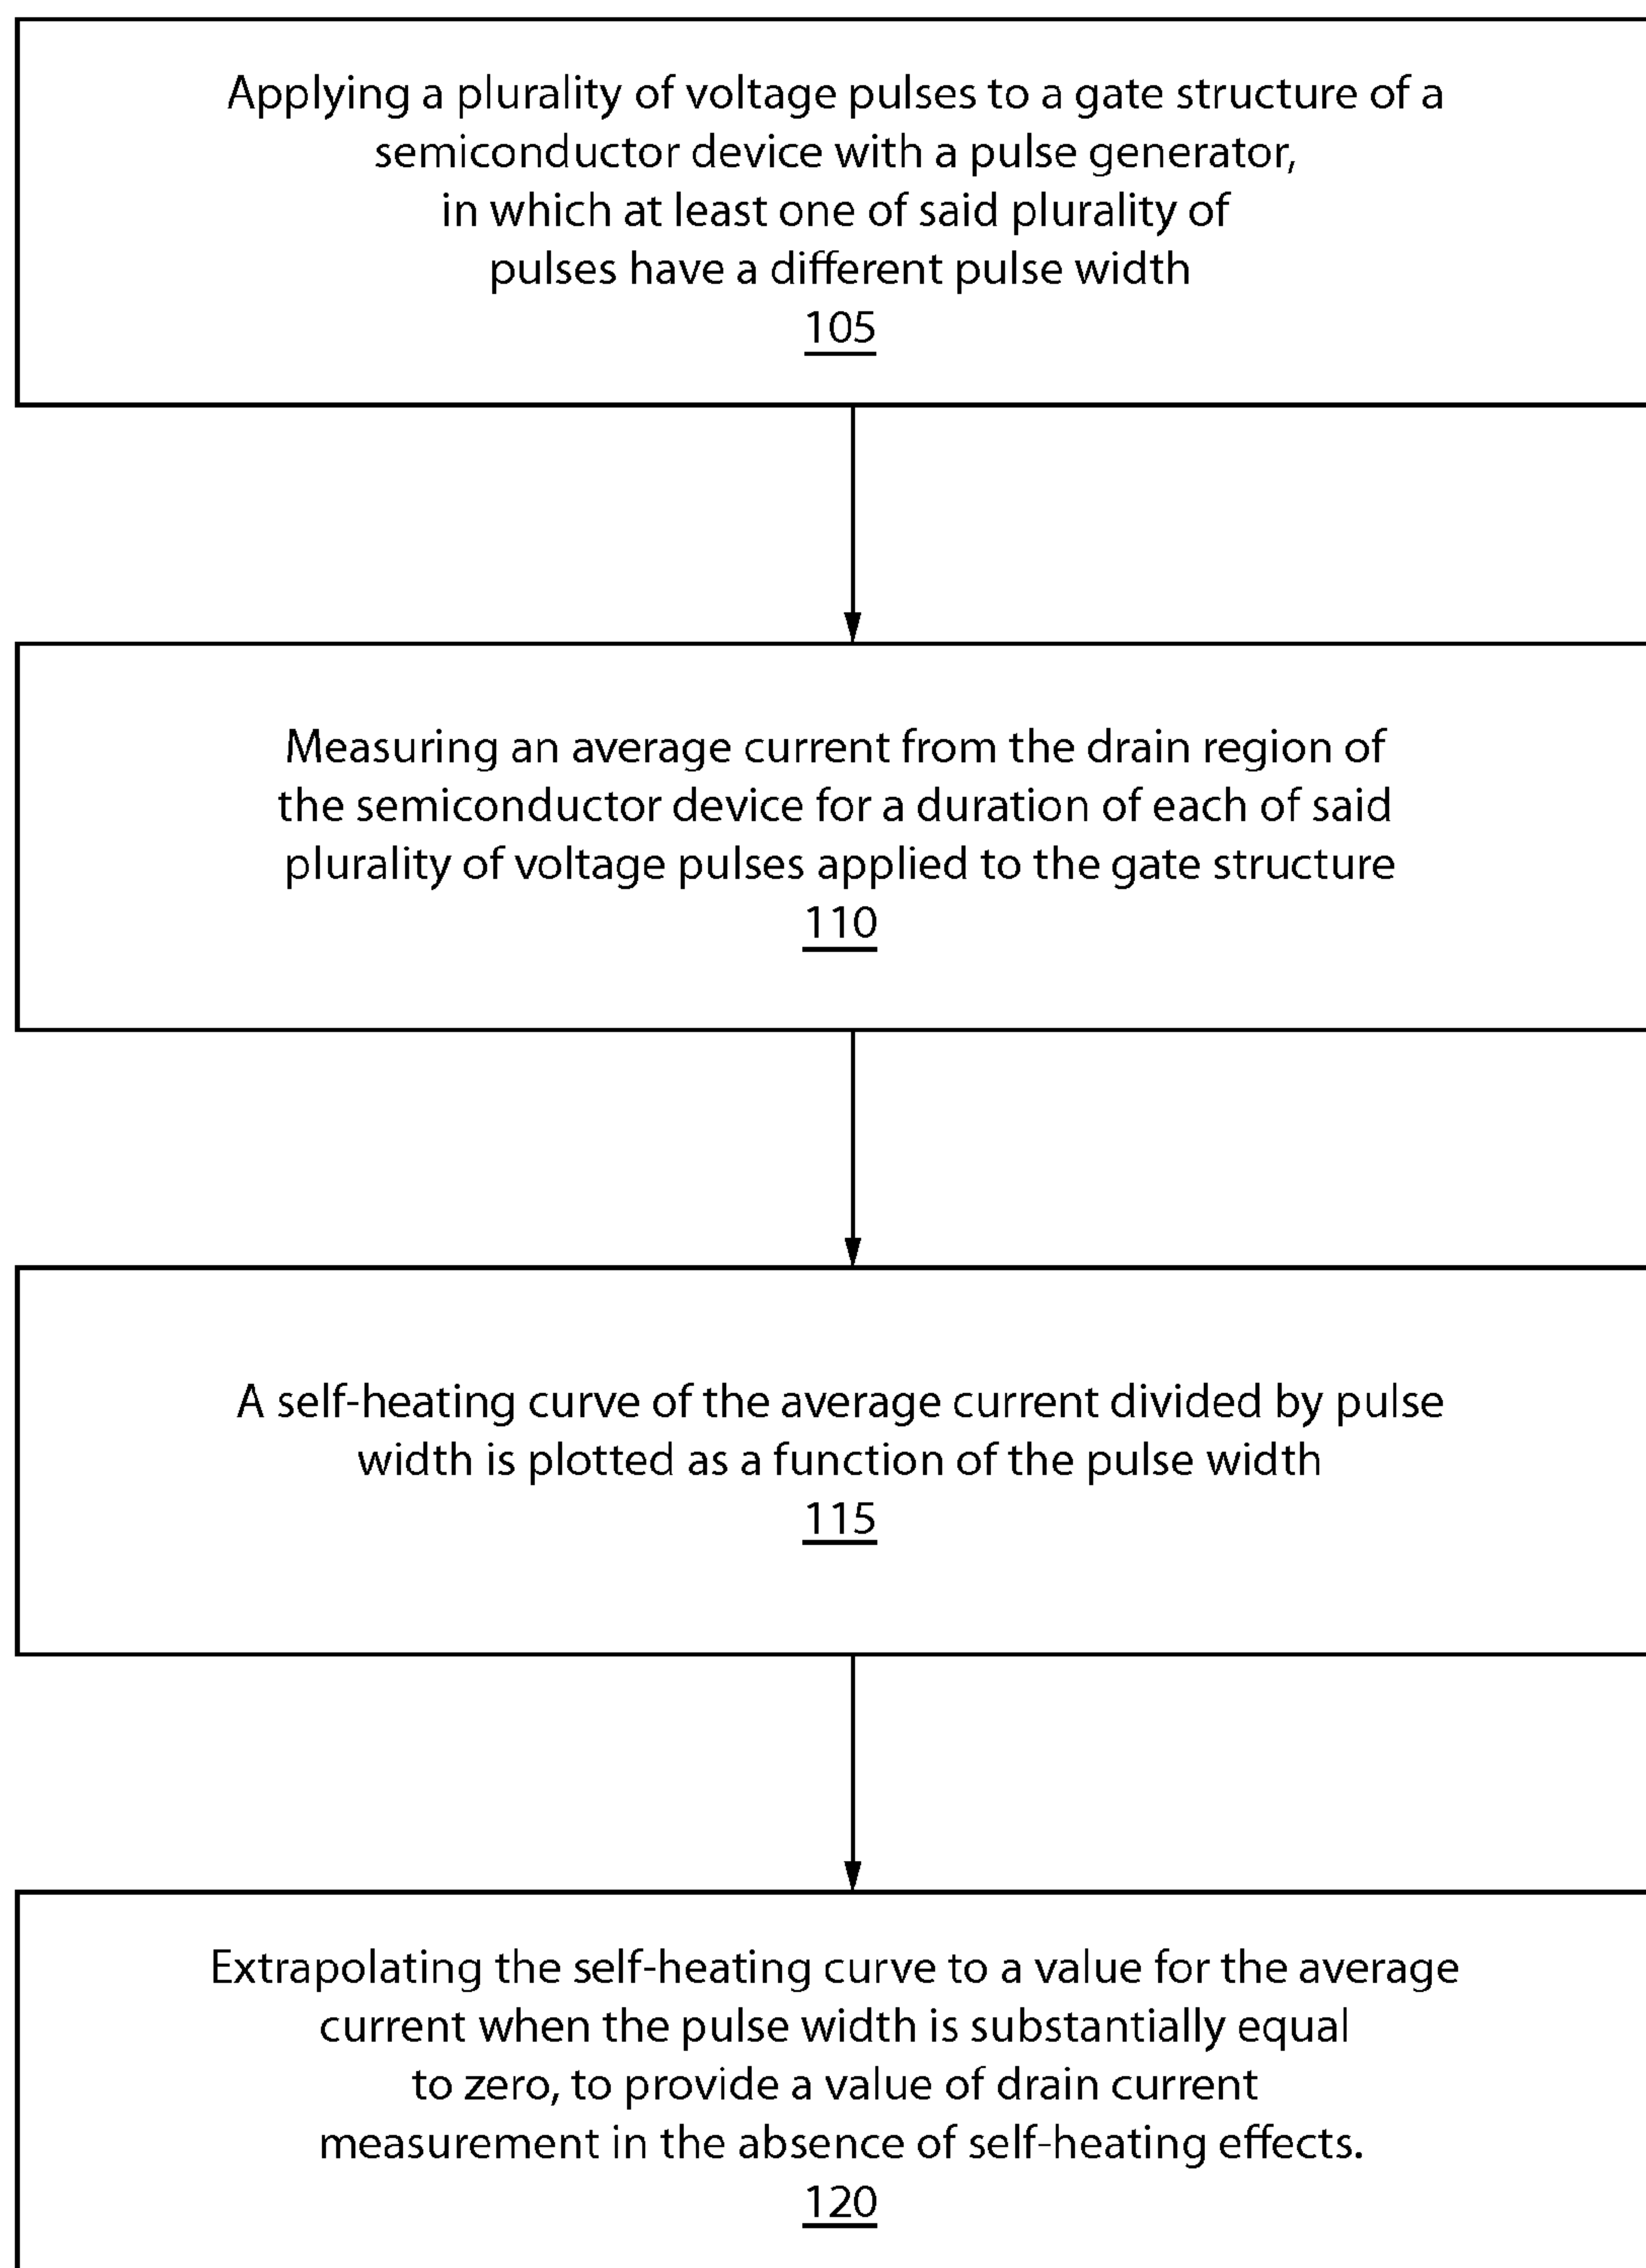 Applying a plurality of voltage pulses to a gate structure of a
semiconductor device with a pulse generator,
in which at least one of said plurality of
pulses have a different pulse width
105
Measuring an average current from the drain region of
the semiconductor device for a duration of each of said
plurality of voltage pulses applied to the gate structure
110
A self-heating curve of the average current divided by pulse
width is plotted as a function of the pulse width
115
Extrapolating the self-heating curve to a value for the average
current when the pulse width is substantially equal
to zero, to provide a value of drain current
measurement in the absence of self-heating effects.
120